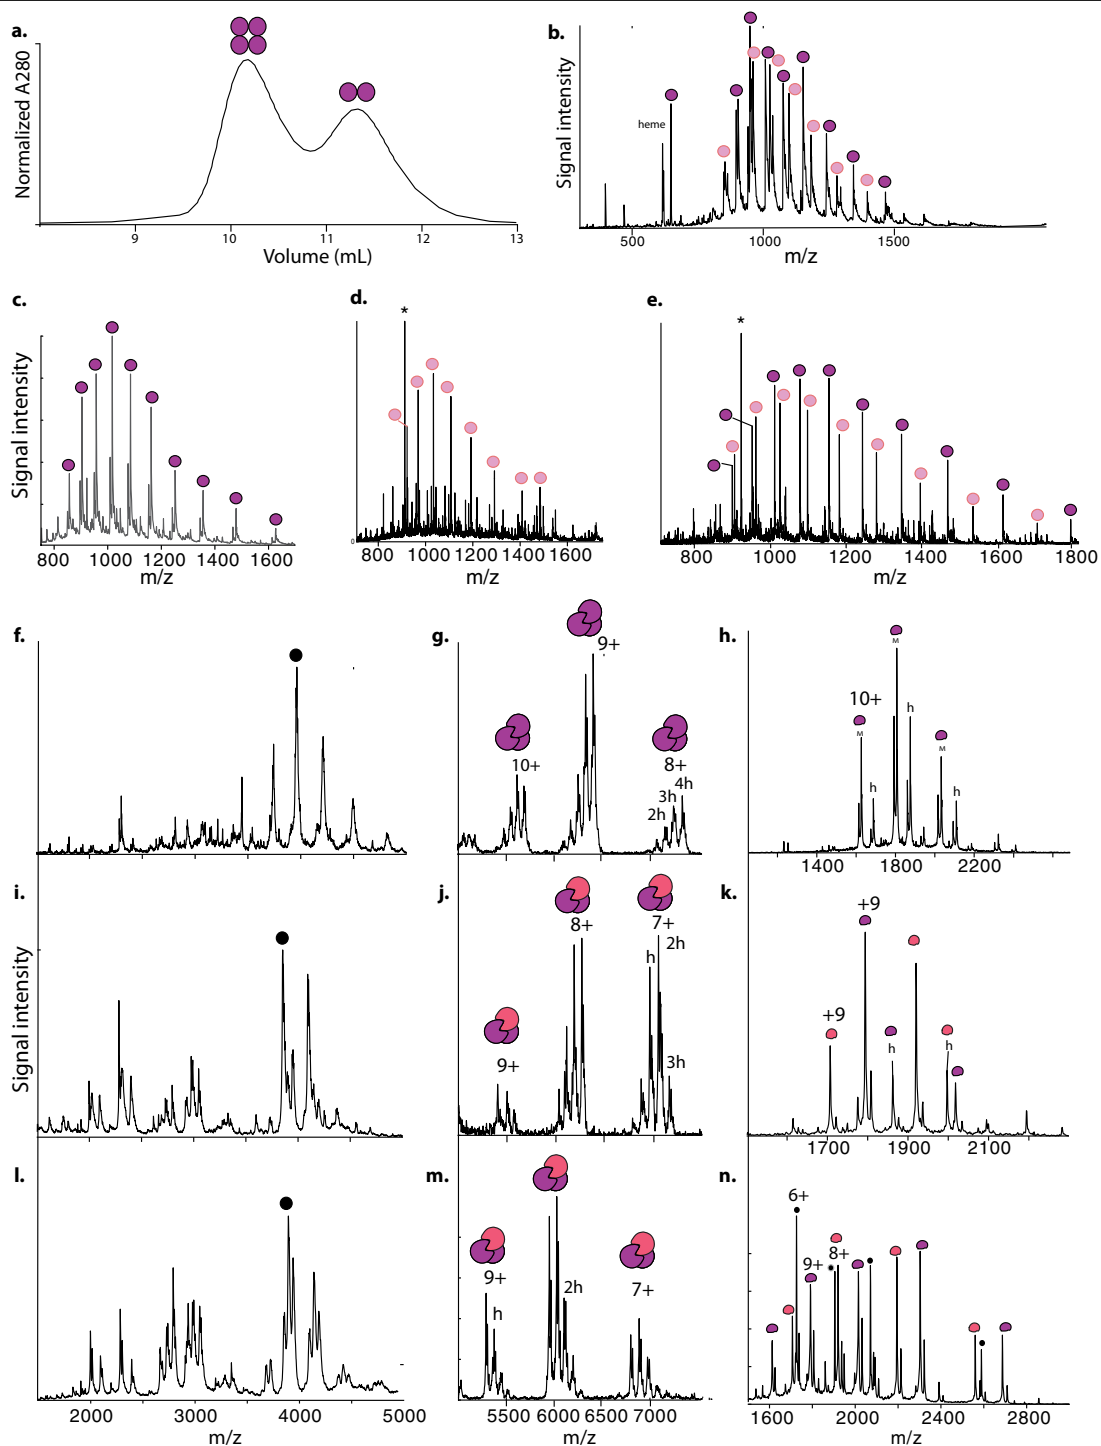 a.
Normalized A280
9
10
11
12
13
Volume (mL)
b.
Signal intensity
heme
500
1000
1500
m/z
c.
Signal intensity
800
1000
1200
1400
1600
m/z
d.
*
800
1000
1200
1400
1600
m/z
e.
*
800
1000
1200
1400
1600
1800
m/z
f.
g.
10+
9+
8+
2h
3h
4h
h.
10+
M
h
M
h
M
h
1400
1800
2200
i.
Signal intensity
j.
9+
8+
7+
h
2h
3h
k.
+9
+9
h
h
1700
1900
2100
l.
2000
3000
4000
5000
m/z
m.
9+
h
2h
7+
5500
6000
6500
7000
m/z
n.
6+
9+
8+
1600
2000
2400
2800
m/z